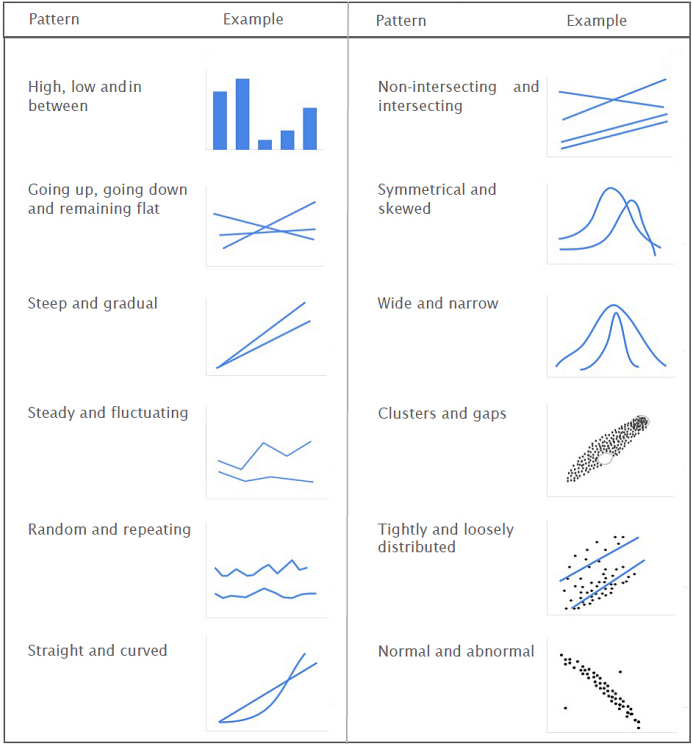 Pattern
Example
Pattern
Example
High, low and in
between
Going up, going down
and remaining flat
Steep and gradual
Steady and fluctuating
Random and repeating
Straight and curved
Non-intersecting and
intersecting
Symmetrical and
skewed
Wide and narrow
Clusters and gaps
Tightly and loosely
distributed
Normal and abnormal